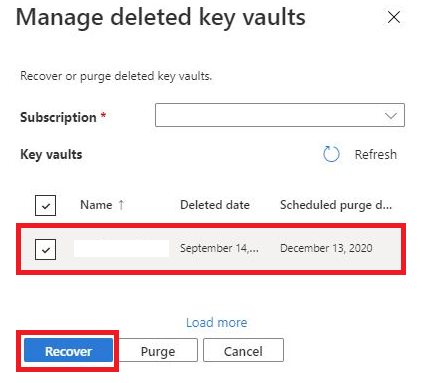 Manage deleted key vaults
Recover or purge deleted key vaults.
Subscription *
Key vaults
Refresh
Name ↑ Deleted date Scheduled purge d...
September 14,... December 13, 2020
Load more
Recover Purge Cancel